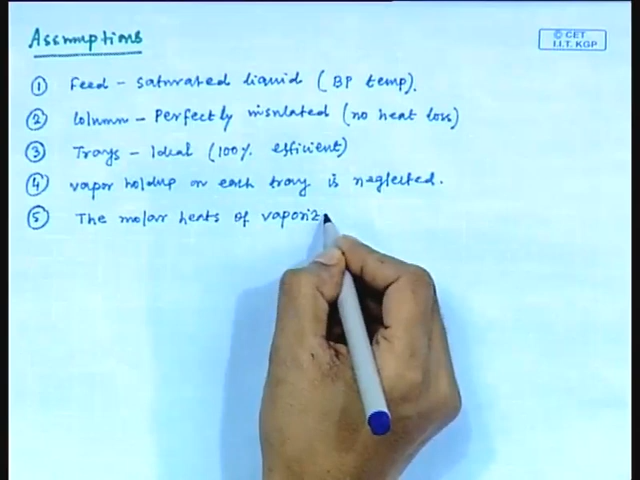 Assumptions
© CET
I.I.T. KGP
1 Feed - saturated liquid (BP temp).
2 Column - Perfectly insulated (no heat loss)
3 Trays - Ideal (100% efficient)
4 vapor holdup on each tray is neglected.
5 The molar heats of vaporiz